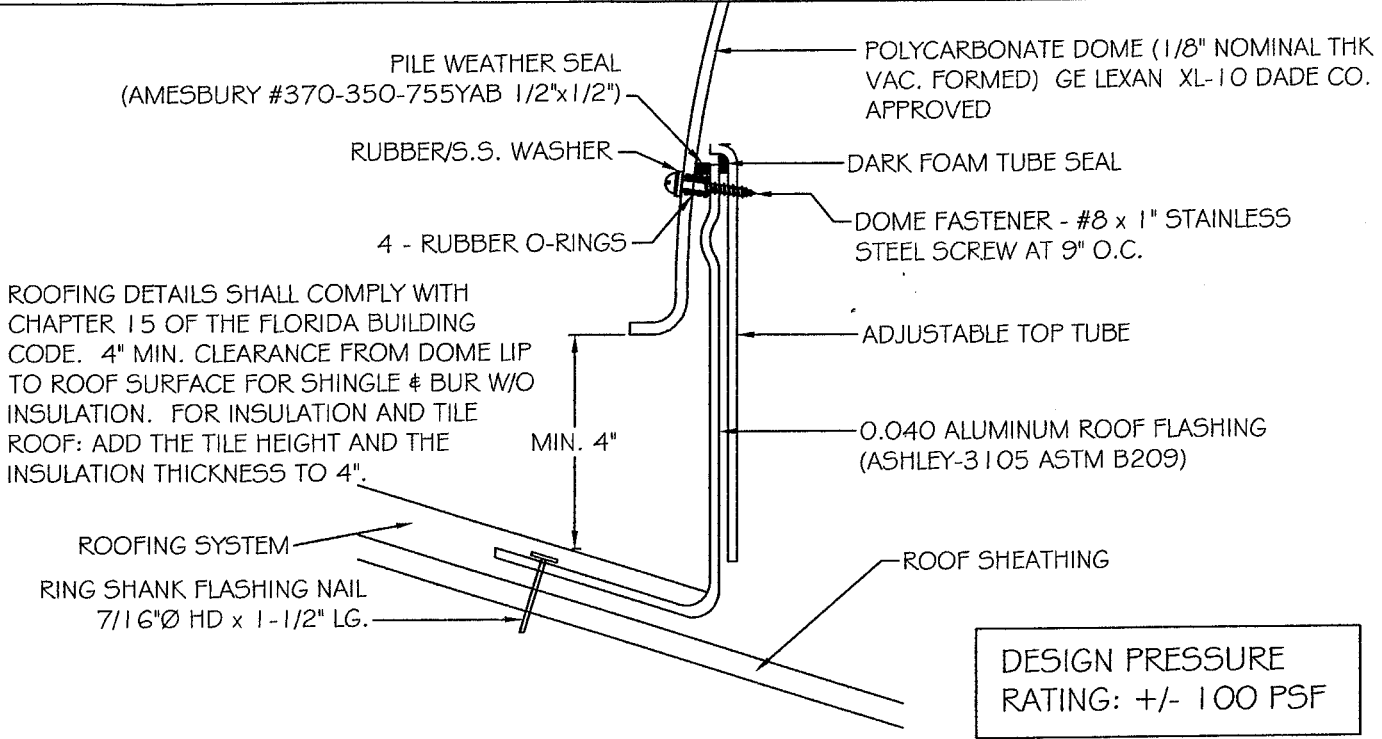 PILE WEATHER SEAL
(AMESBURY #370-350-755YAB 1/2"x1/2")
POLYCARBONATE DOME (1/8" NOMINAL THK
VAC. FORMED) GE LEXAN XL-10 DADE CO.
APPROVED
RUBBER/S.S. WASHER
DARK FOAM TUBE SEAL
4 - RUBBER O-RINGS
DOME FASTENER - #8 x 1" STAINLESS
STEEL SCREW AT 9" O.C.
ROOFING DETAILS SHALL COMPLY WITH
CHAPTER 15 OF THE FLORIDA BUILDING
CODE. 4" MIN. CLEARANCE FROM DOME LIP
TO ROOF SURFACE FOR SHINGLE & BUR W/O
INSULATION. FOR INSULATION AND TILE
ROOF: ADD THE TILE HEIGHT AND THE
INSULATION THICKNESS TO 4".
ADJUSTABLE TOP TUBE
MIN. 4"
0.040 ALUMINUM ROOF FLASHING
(ASHLEY-3105 ASTM B209)
ROOFING SYSTEM
ROOF SHEATHING
RING SHANK FLASHING NAIL
7/16"Ø HD x 1-1/2" LG.
DESIGN PRESSURE
RATING: +/- 100 PSF